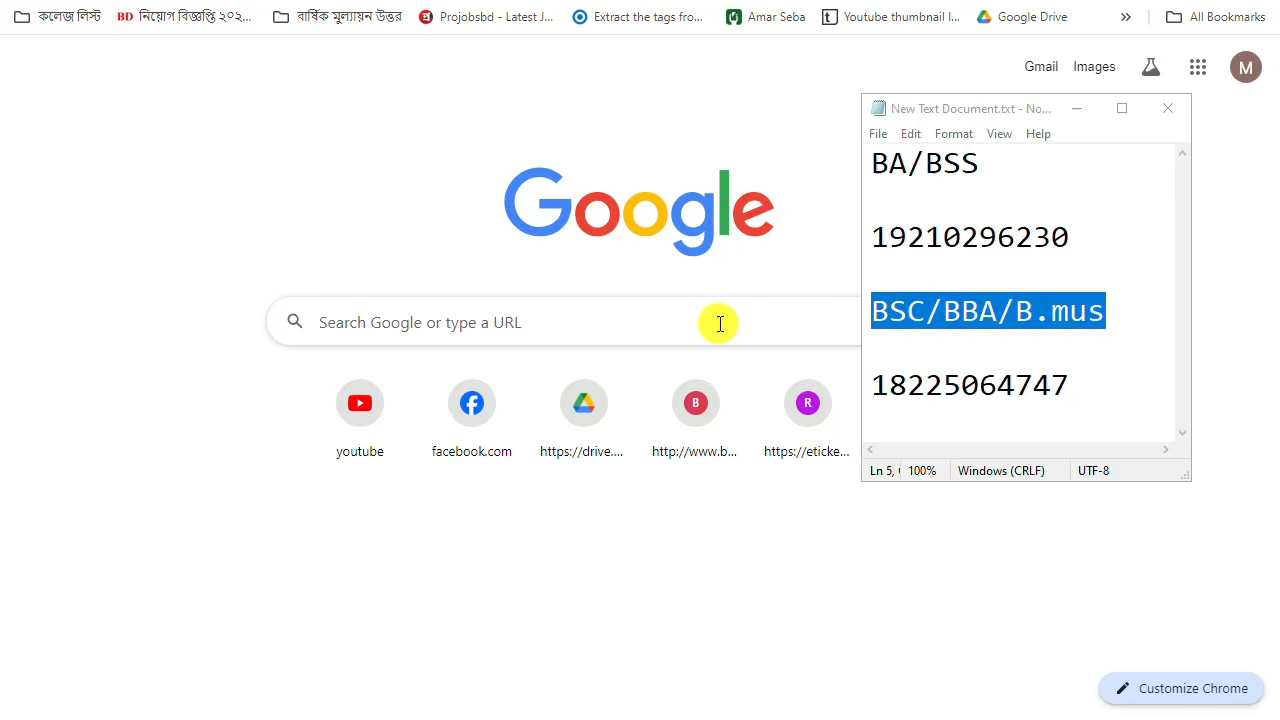 কলেজ লিস্ট
BD নিয়োগ বিজ্ঞপ্তি ২০২...
বার্ষিক মুল্যায়ন উত্তর
Projobsbd - Latest J...
Extract the tags fro...
Amar Seba
Youtube thumbnail I...
Google Drive
All Bookmarks
Gmail
Images
M
Google
Search Google or type a URL
youtube
facebook.com
https://drive....
B
http://www.b...
R
https://eticke...
New Text Document.txt - No...
File Edit Format View Help
BA/BSS
19210296230
BSC/BBA/B.mus
18225064747
Ln 5,
100%
Windows (CRLF)
UTF-8
Customize Chrome